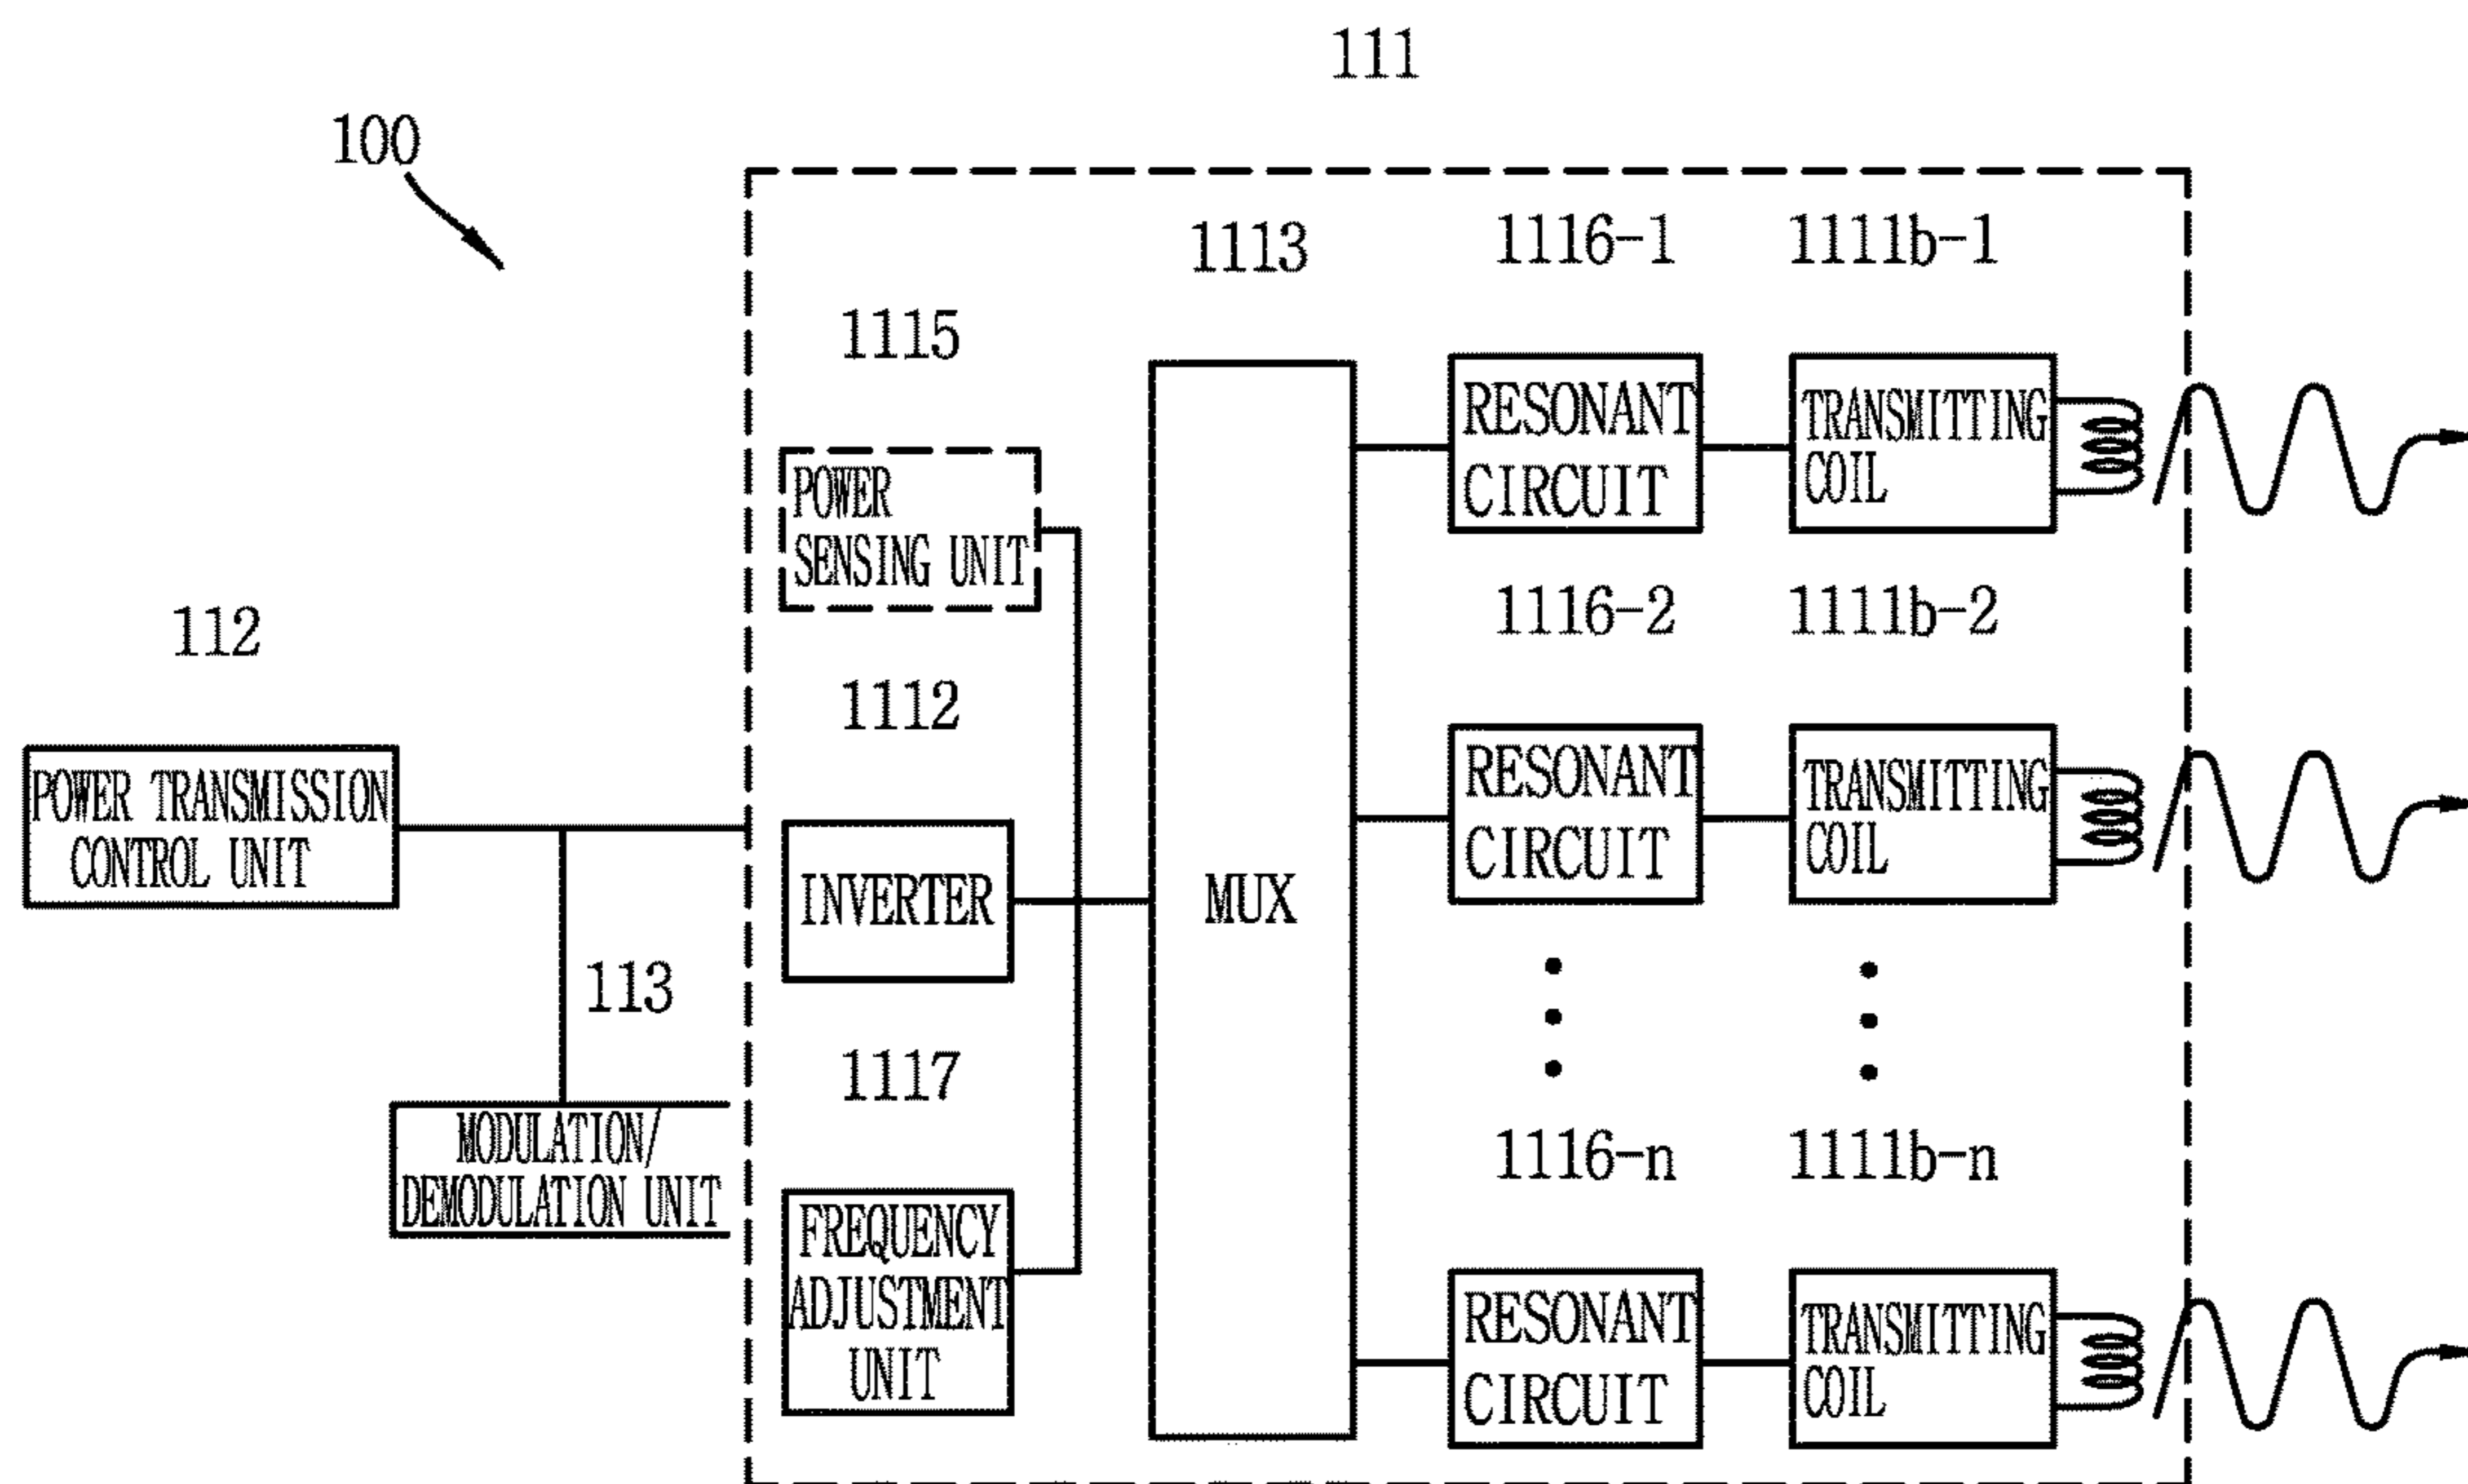 111
100
1116-1
1111b-1
1113
1115
RESONANT
CIRCUIT
TRANSMITTING
COIL
POWER
SENSING UNIT
112
1116-2
1111b-2
1112
POWER TRANSMISSION
CONTROL UNIT
INVERTER
MUX
RESONANT
CIRCUIT
TRANSMITTING
COIL
113
1117
MODULATION/
DEMODULATION UNIT
1116-n
1111b-n
FREQUENCY
ADJUSTMENT
UNIT
RESONANT
CIRCUIT
TRANSMITTING
COIL